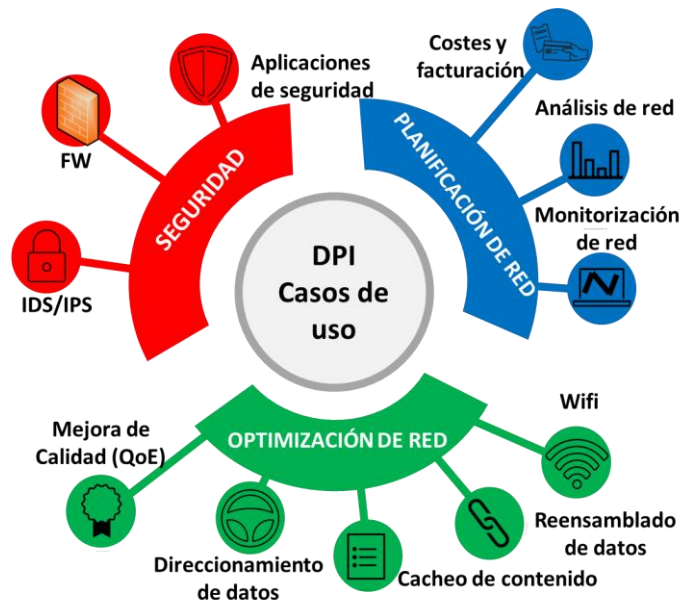 Aplicaciones
de seguridad
FW
IDS/IPS
SEGURIDAD
Costes y
facturación
Análisis de red
Monitorización
de red
PLANIFICACIÓN DE RED
DPI
Casos de
uso
OPTIMIZACIÓN DE RED
Mejora de
Calidad (QoE)
Direccionamiento
de datos
Cacheo de contenido
Reensamblado
de datos
Wifi